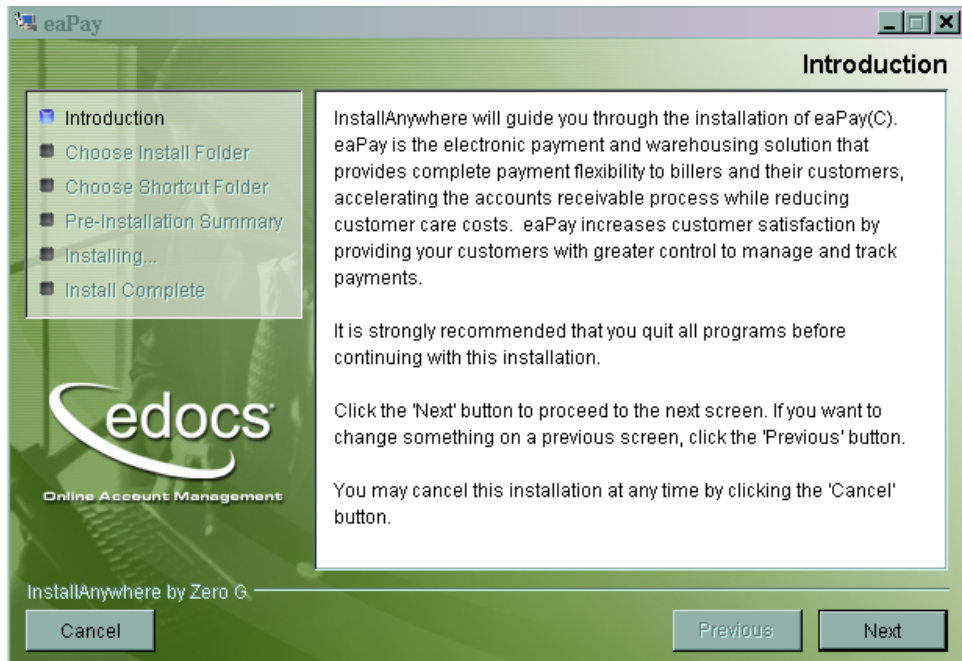 eaPay
Introduction
Introduction
Choose Install Folder
Choose Shortcut Folder
Pre-Installation Summary
Installing...
Install Complete
InstallAnywhere will guide you through the installation of eaPay(C).
eaPay is the electronic payment and warehousing solution that
provides complete payment flexibility to billers and their customers,
accelerating the accounts receivable process while reducing
customer care costs.  eaPay increases customer satisfaction by
providing your customers with greater control to manage and track
payments.
It is strongly recommended that you quit all programs before
continuing with this installation.
Click the 'Next' button to proceed to the next screen. If you want to
change something on a previous screen, click the 'Previous' button.
You may cancel this installation at any time by clicking the 'Cancel'
button.
edocs
Online Account Management
InstallAnywhere by Zero G
Cancel
Previous
Next